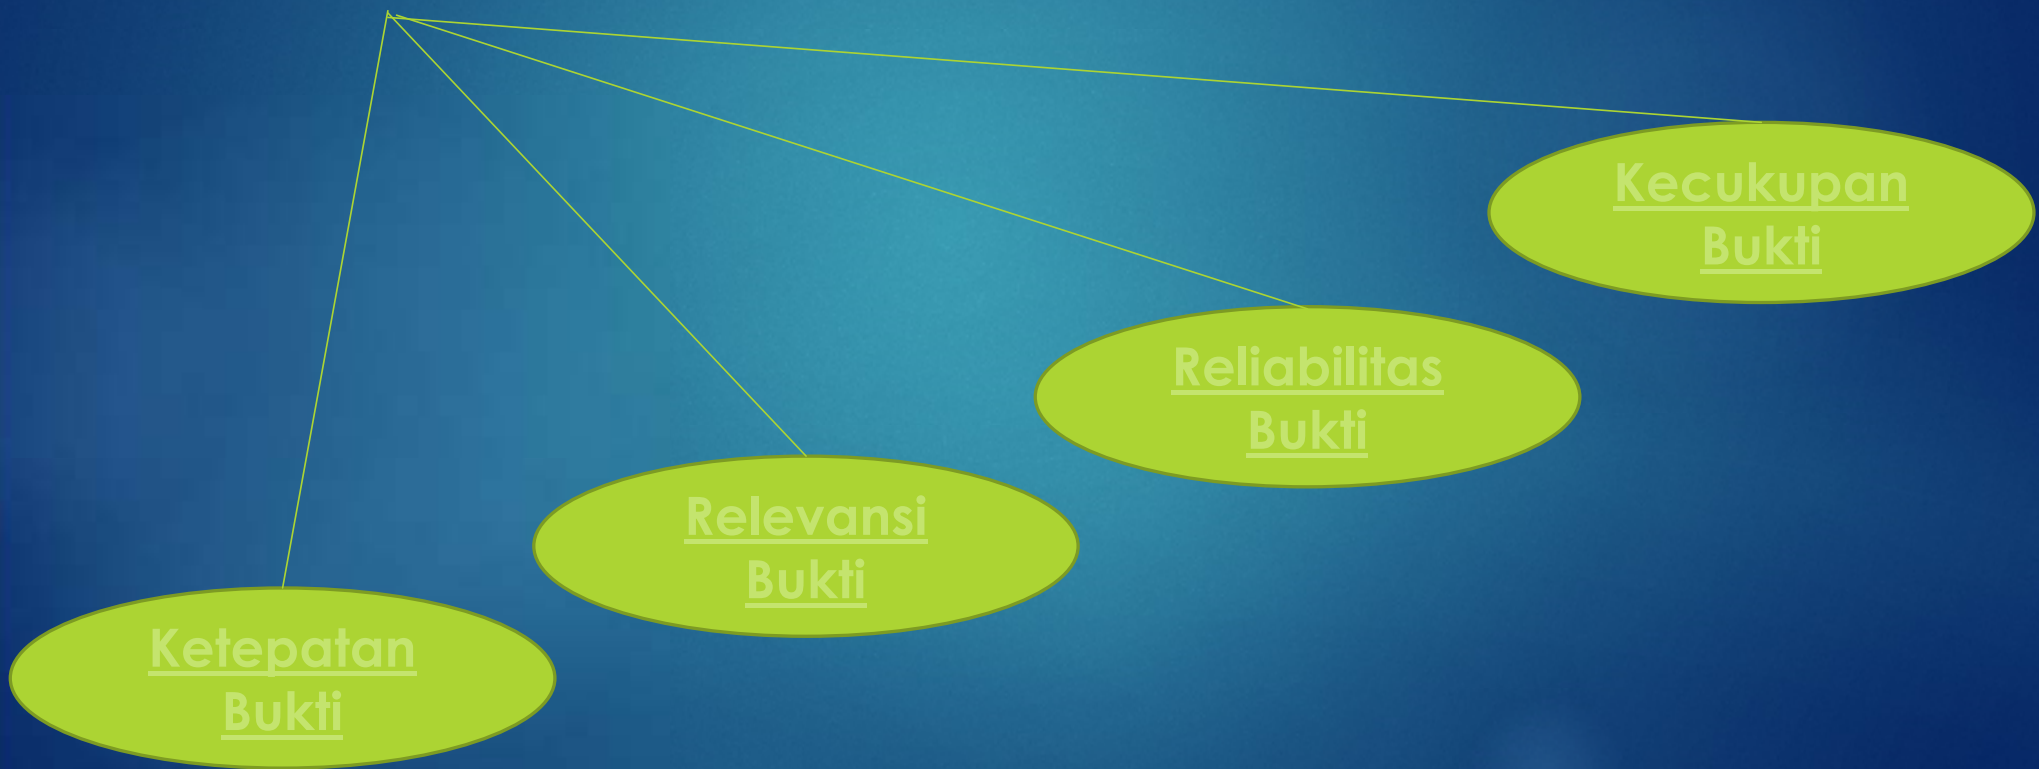 Kecukupan
Bukti
Reliabilitas
Bukti
Relevansi
Bukti
Ketepatan
Bukti